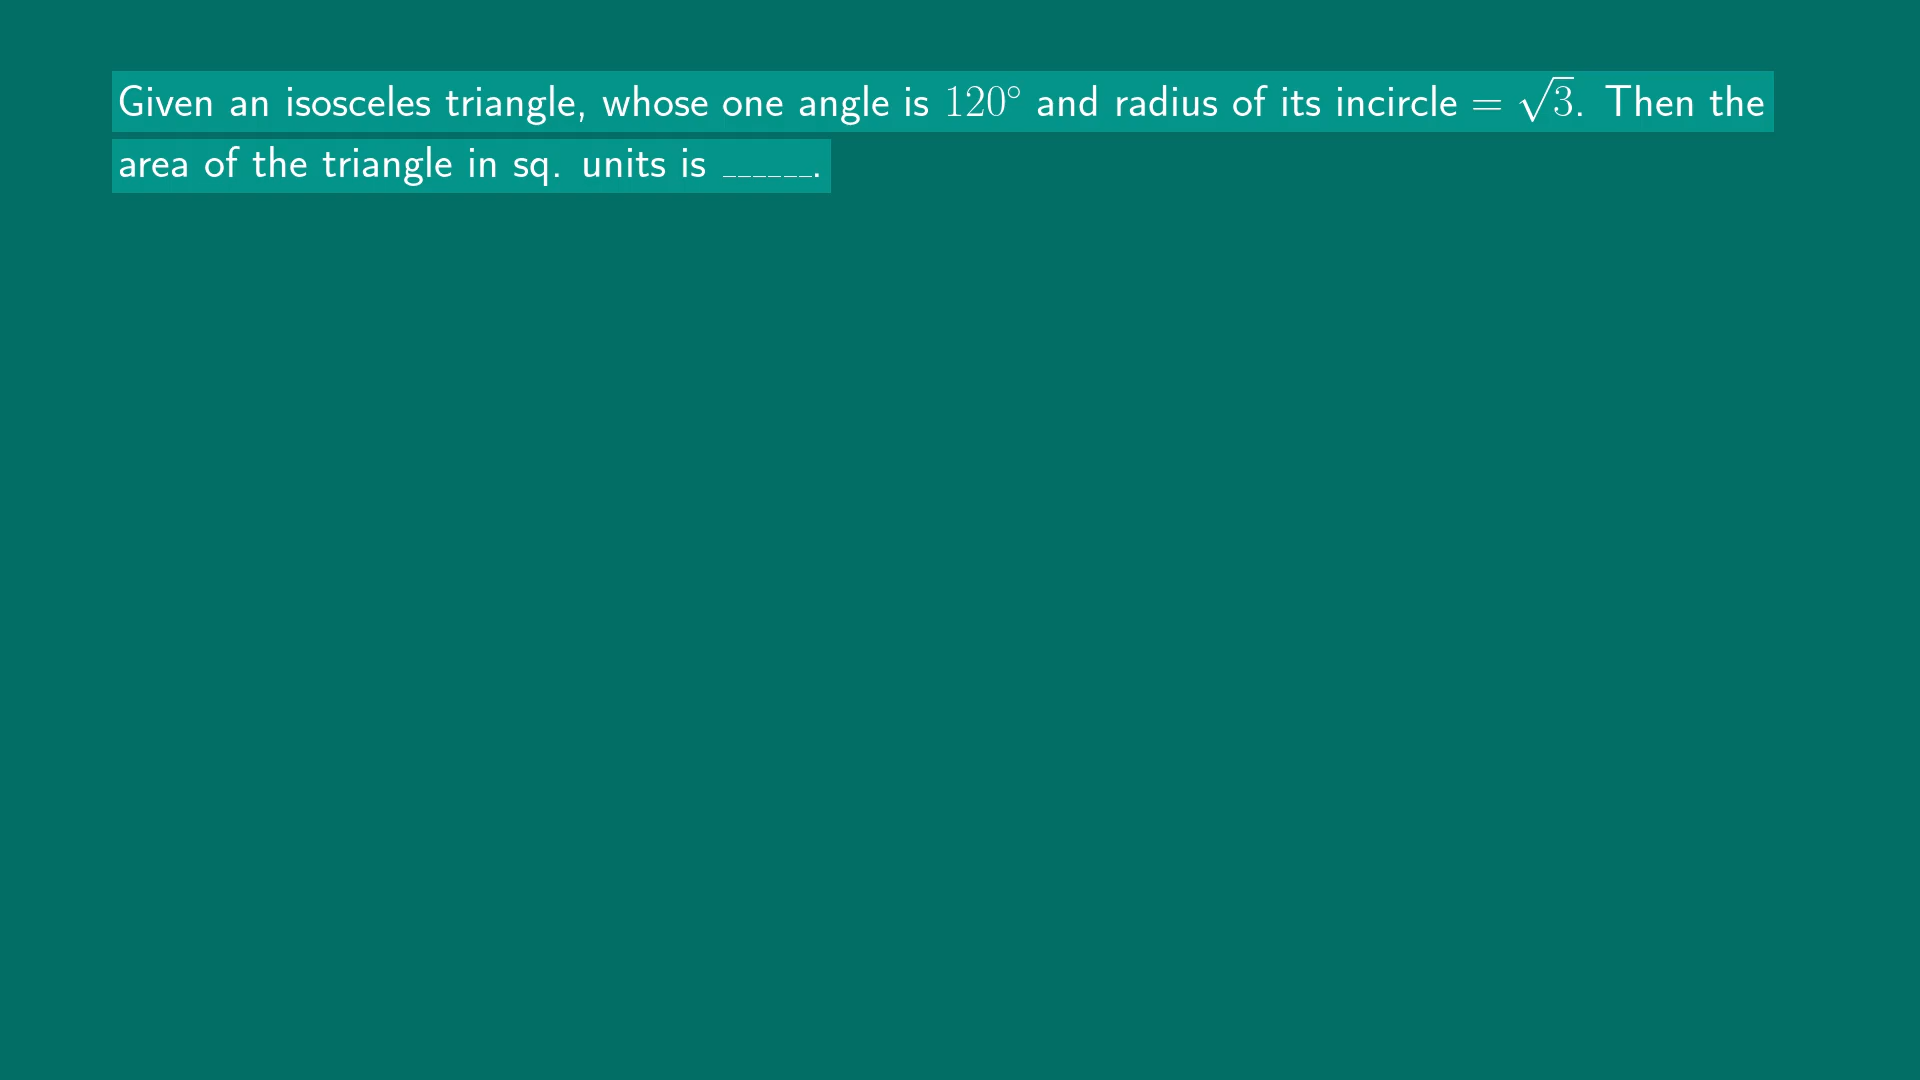 Given an isosceles triangle, whose one angle is 120° and radius of its incircle = √3. Then the
area of the triangle in sq. units is ______.